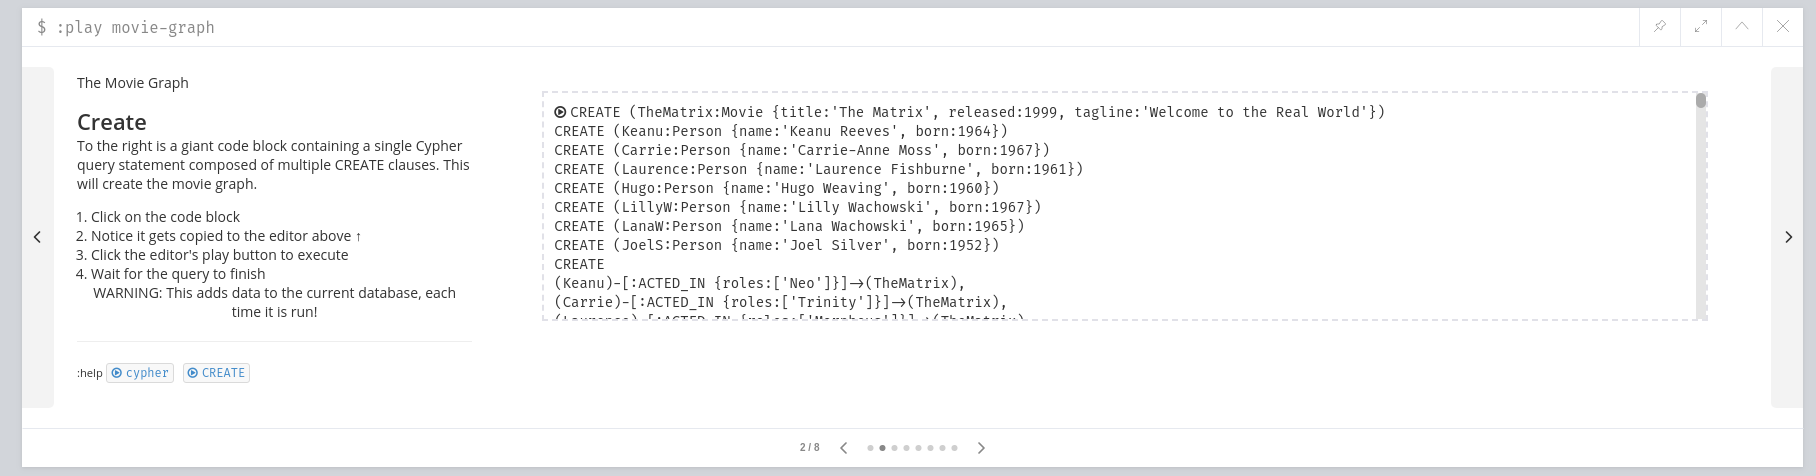 $ :play movie-graph
The Movie Graph
Create
To the right is a giant code block containing a single Cypher
query statement composed of multiple CREATE clauses. This
will create the movie graph.
1. Click on the code block
2. Notice it gets copied to the editor above ↑
3. Click the editor's play button to execute
4. Wait for the query to finish
WARNING: This adds data to the current database, each
time it is run!
:help cypher CREATE
CREATE (TheMatrix:Movie {title:'The Matrix', released:1999, tagline:'Welcome to the Real World'})
CREATE (Keanu:Person {name:'Keanu Reeves', born:1964})
CREATE (Carrie:Person {name:'Carrie-Anne Moss', born:1967})
CREATE (Laurence:Person {name:'Laurence Fishburne', born:1961})
CREATE (Hugo:Person {name:'Hugo Weaving', born:1960})
CREATE (LillyW:Person {name:'Lilly Wachowski', born:1967})
CREATE (LanaW:Person {name:'Lana Wachowski', born:1965})
CREATE (JoelS:Person {name:'Joel Silver', born:1952})
CREATE
(Keanu)-[:ACTED_IN {roles:['Neo']}]->(TheMatrix),
(Carrie)-[:ACTED_IN {roles:['Trinity']}]->(TheMatrix),
(Laurence)-[:ACTED_IN {roles:['Morpheus']}]->(TheMatrix),
2 / 8